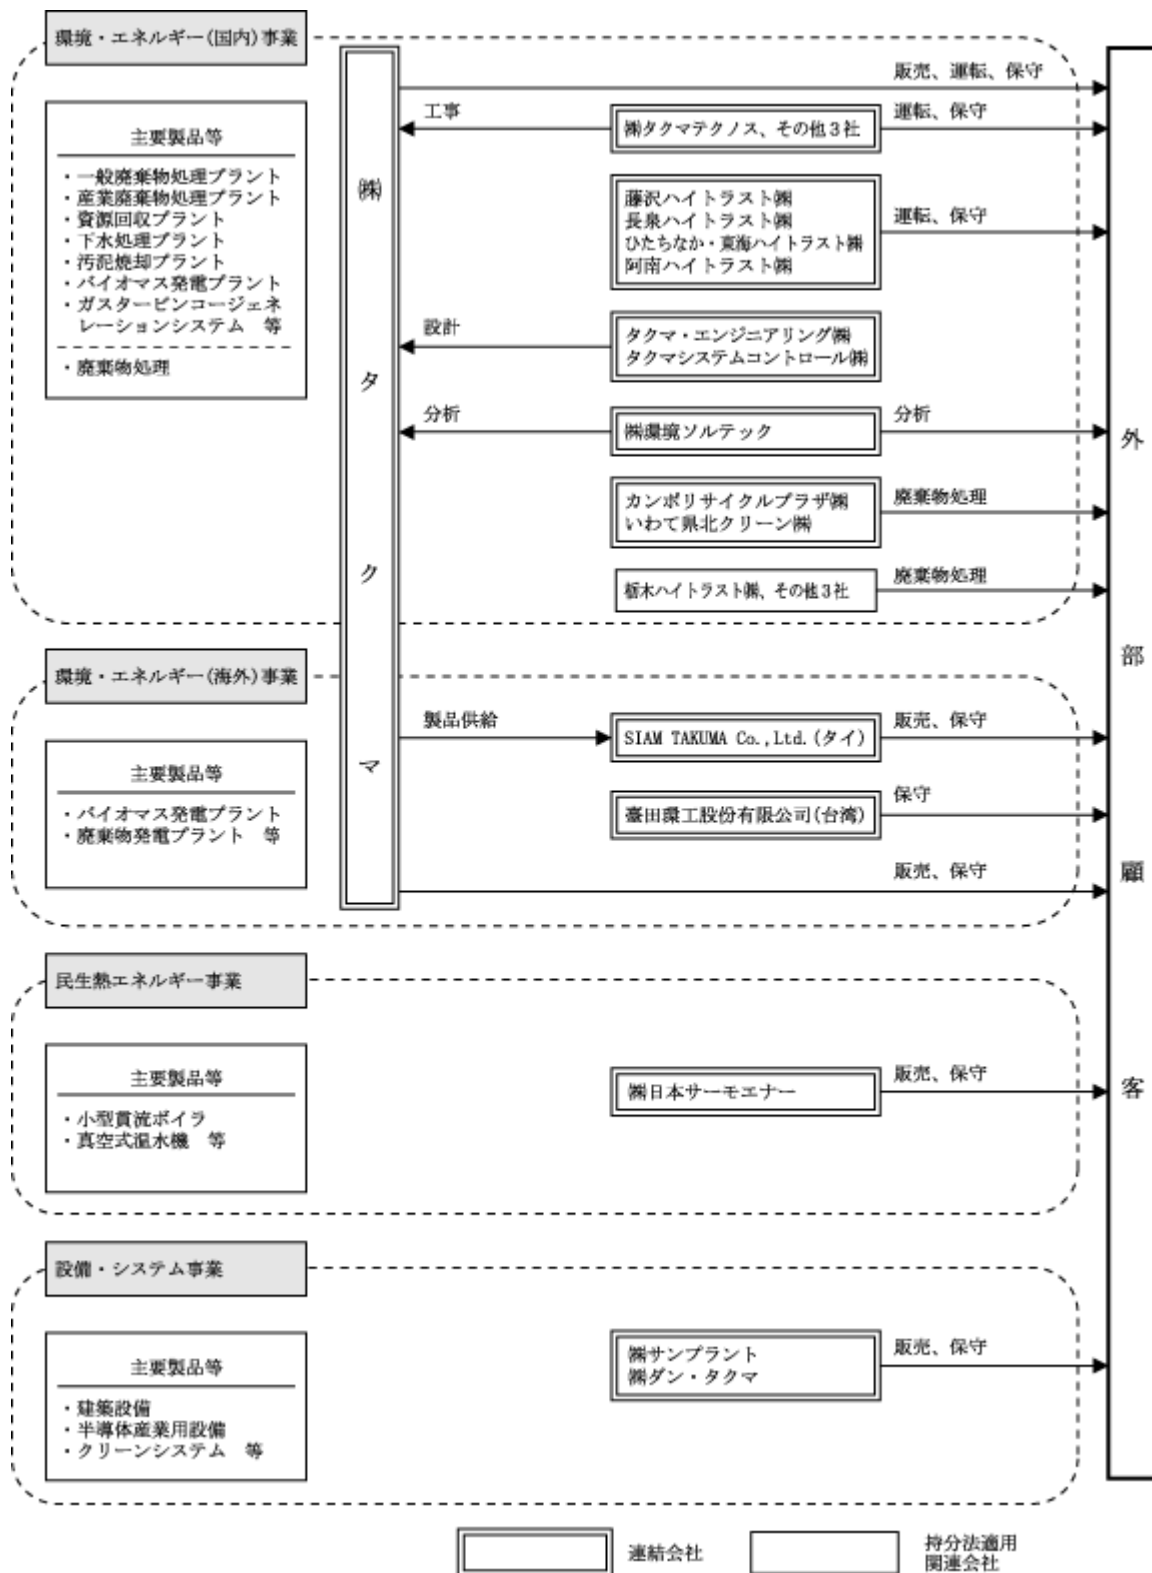 環境・エネルギー(国内)事業
主要製品等
・一般廃棄物処理プラント
・産業廃棄物処理プラント
・資源回収プラント
・下水処理プラント
・汚泥焼却プラント
・バイオマス発電プラント
・ガスタービンコージェネ
レーションシステム 等
・廃棄物処理
㈱タクマ
販売、運転、保守
工事
㈱タクマテクノス、その他3社
運転、保守
藤沢ハイトラスト㈱
長泉ハイトラスト㈱
ひたちなか・東海ハイトラスト㈱
阿南ハイトラスト㈱
運転、保守
設計
タクマ・エンジニアリング㈱
タクマシステムコントロール㈱
分析
㈱環境ソルテック
分析
カンポリサイクルプラザ㈱
いわて県北クリーン㈱
廃棄物処理
栃木ハイトラスト㈱、その他3社
廃棄物処理
外部顧客
環境・エネルギー(海外)事業
主要製品等
・バイオマス発電プラント
・廃棄物発電プラント 等
製品供給
SIAM TAKUMA Co.,Ltd.(タイ)
販売、保守
臺田環工股份有限公司(台湾)
保守
販売、保守
民生熱エネルギー事業
主要製品等
・小型貫流ボイラ
・真空式温水機 等
㈱日本サーモエナー
販売、保守
設備・システム事業
主要製品等
・建築設備
・半導体産業用設備
・クリーンシステム 等
㈱サンプラント
㈱ダン・タクマ
販売、保守
連結会社
持分法適用
関連会社